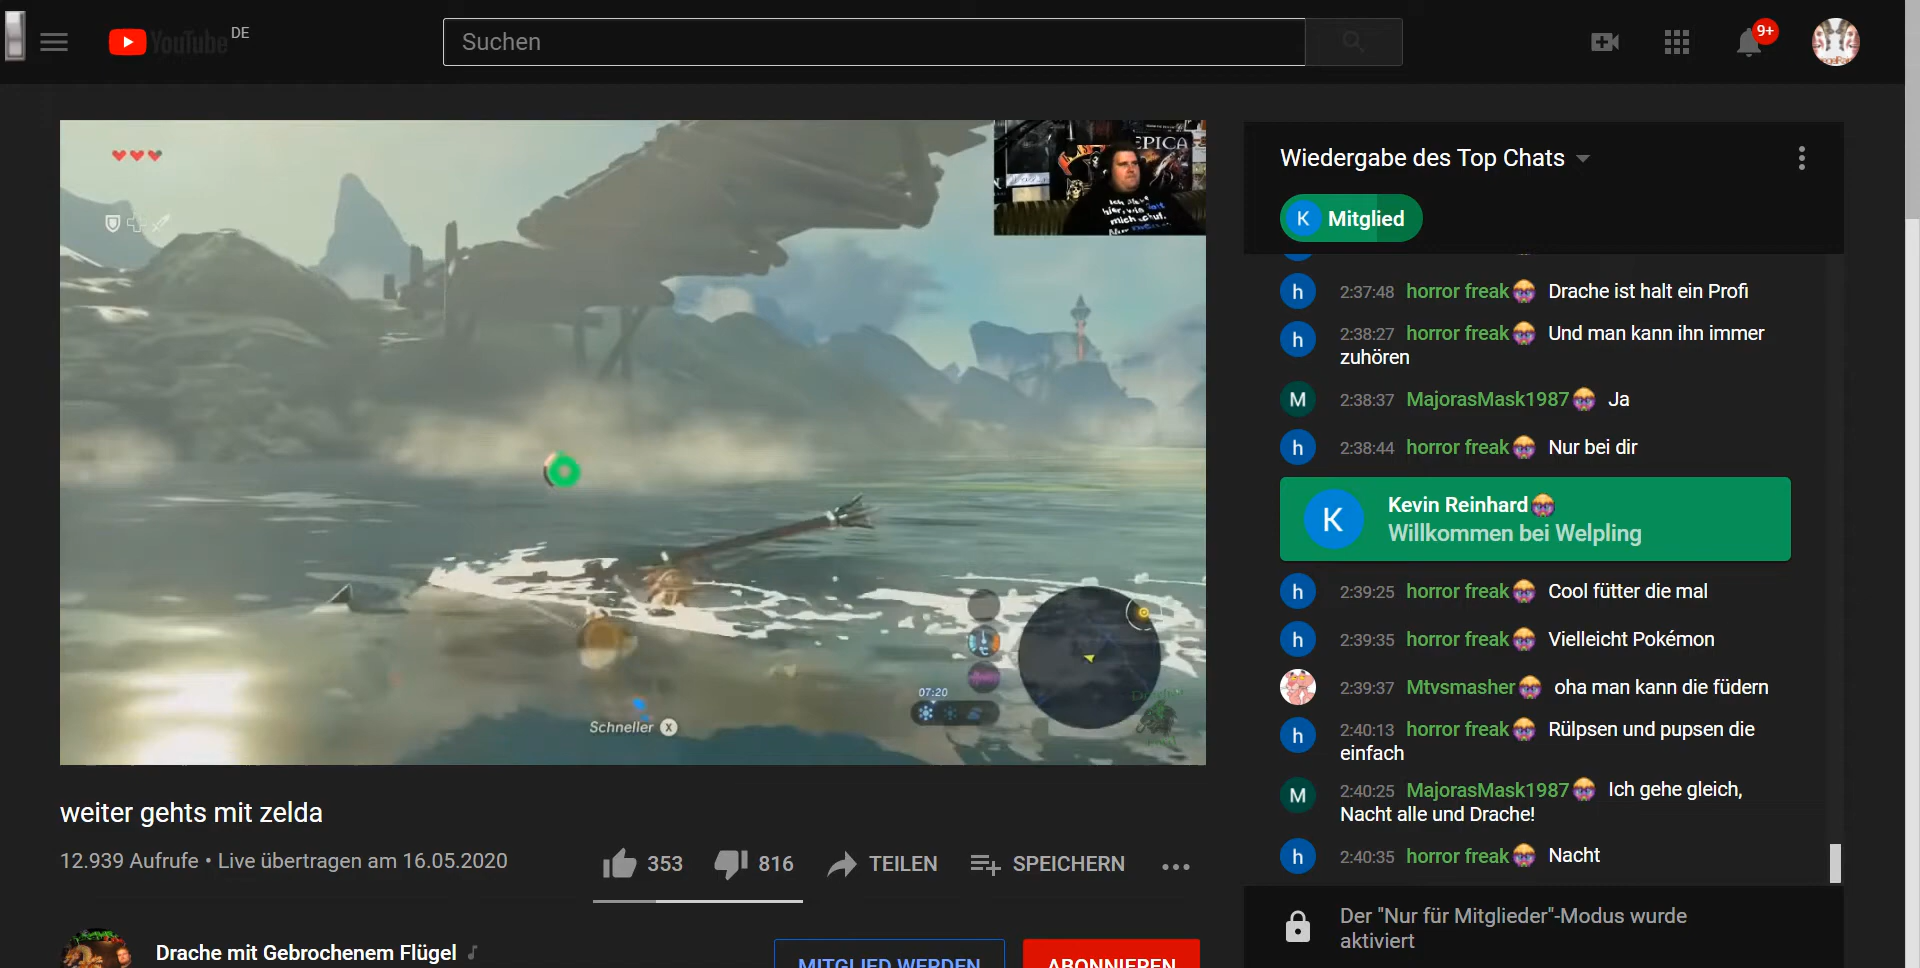 YouTube DE
Suchen
9+
EPICA
07:20
Schneller X
Wiedergabe des Top Chats
K Mitglied
h 2:37:48 horror freak Drache ist halt ein Profi
h 2:38:27 horror freak Und man kann ihn immer
zuhören
M 2:38:37 MajorasMask1987 Ja
h 2:38:44 horror freak Nur bei dir
K Kevin Reinhard
Willkommen bei Welpling
h 2:39:25 horror freak Cool fütter die mal
h 2:39:35 horror freak Vielleicht Pokémon
2:39:37 Mtvsmasher oha man kann die füdern
h 2:40:13 horror freak Rülpsen und pupsen die
einfach
M 2:40:25 MajorasMask1987 Ich gehe gleich,
Nacht alle und Drache!
h 2:40:35 horror freak Nacht
Der "Nur für Mitglieder"-Modus wurde
aktiviert
weiter gehts mit zelda
12.939 Aufrufe • Live übertragen am 16.05.2020
353 816 TEILEN SPEICHERN
Drache mit Gebrochenem Flügel
MITGLIED WERDEN ABONNIEREN